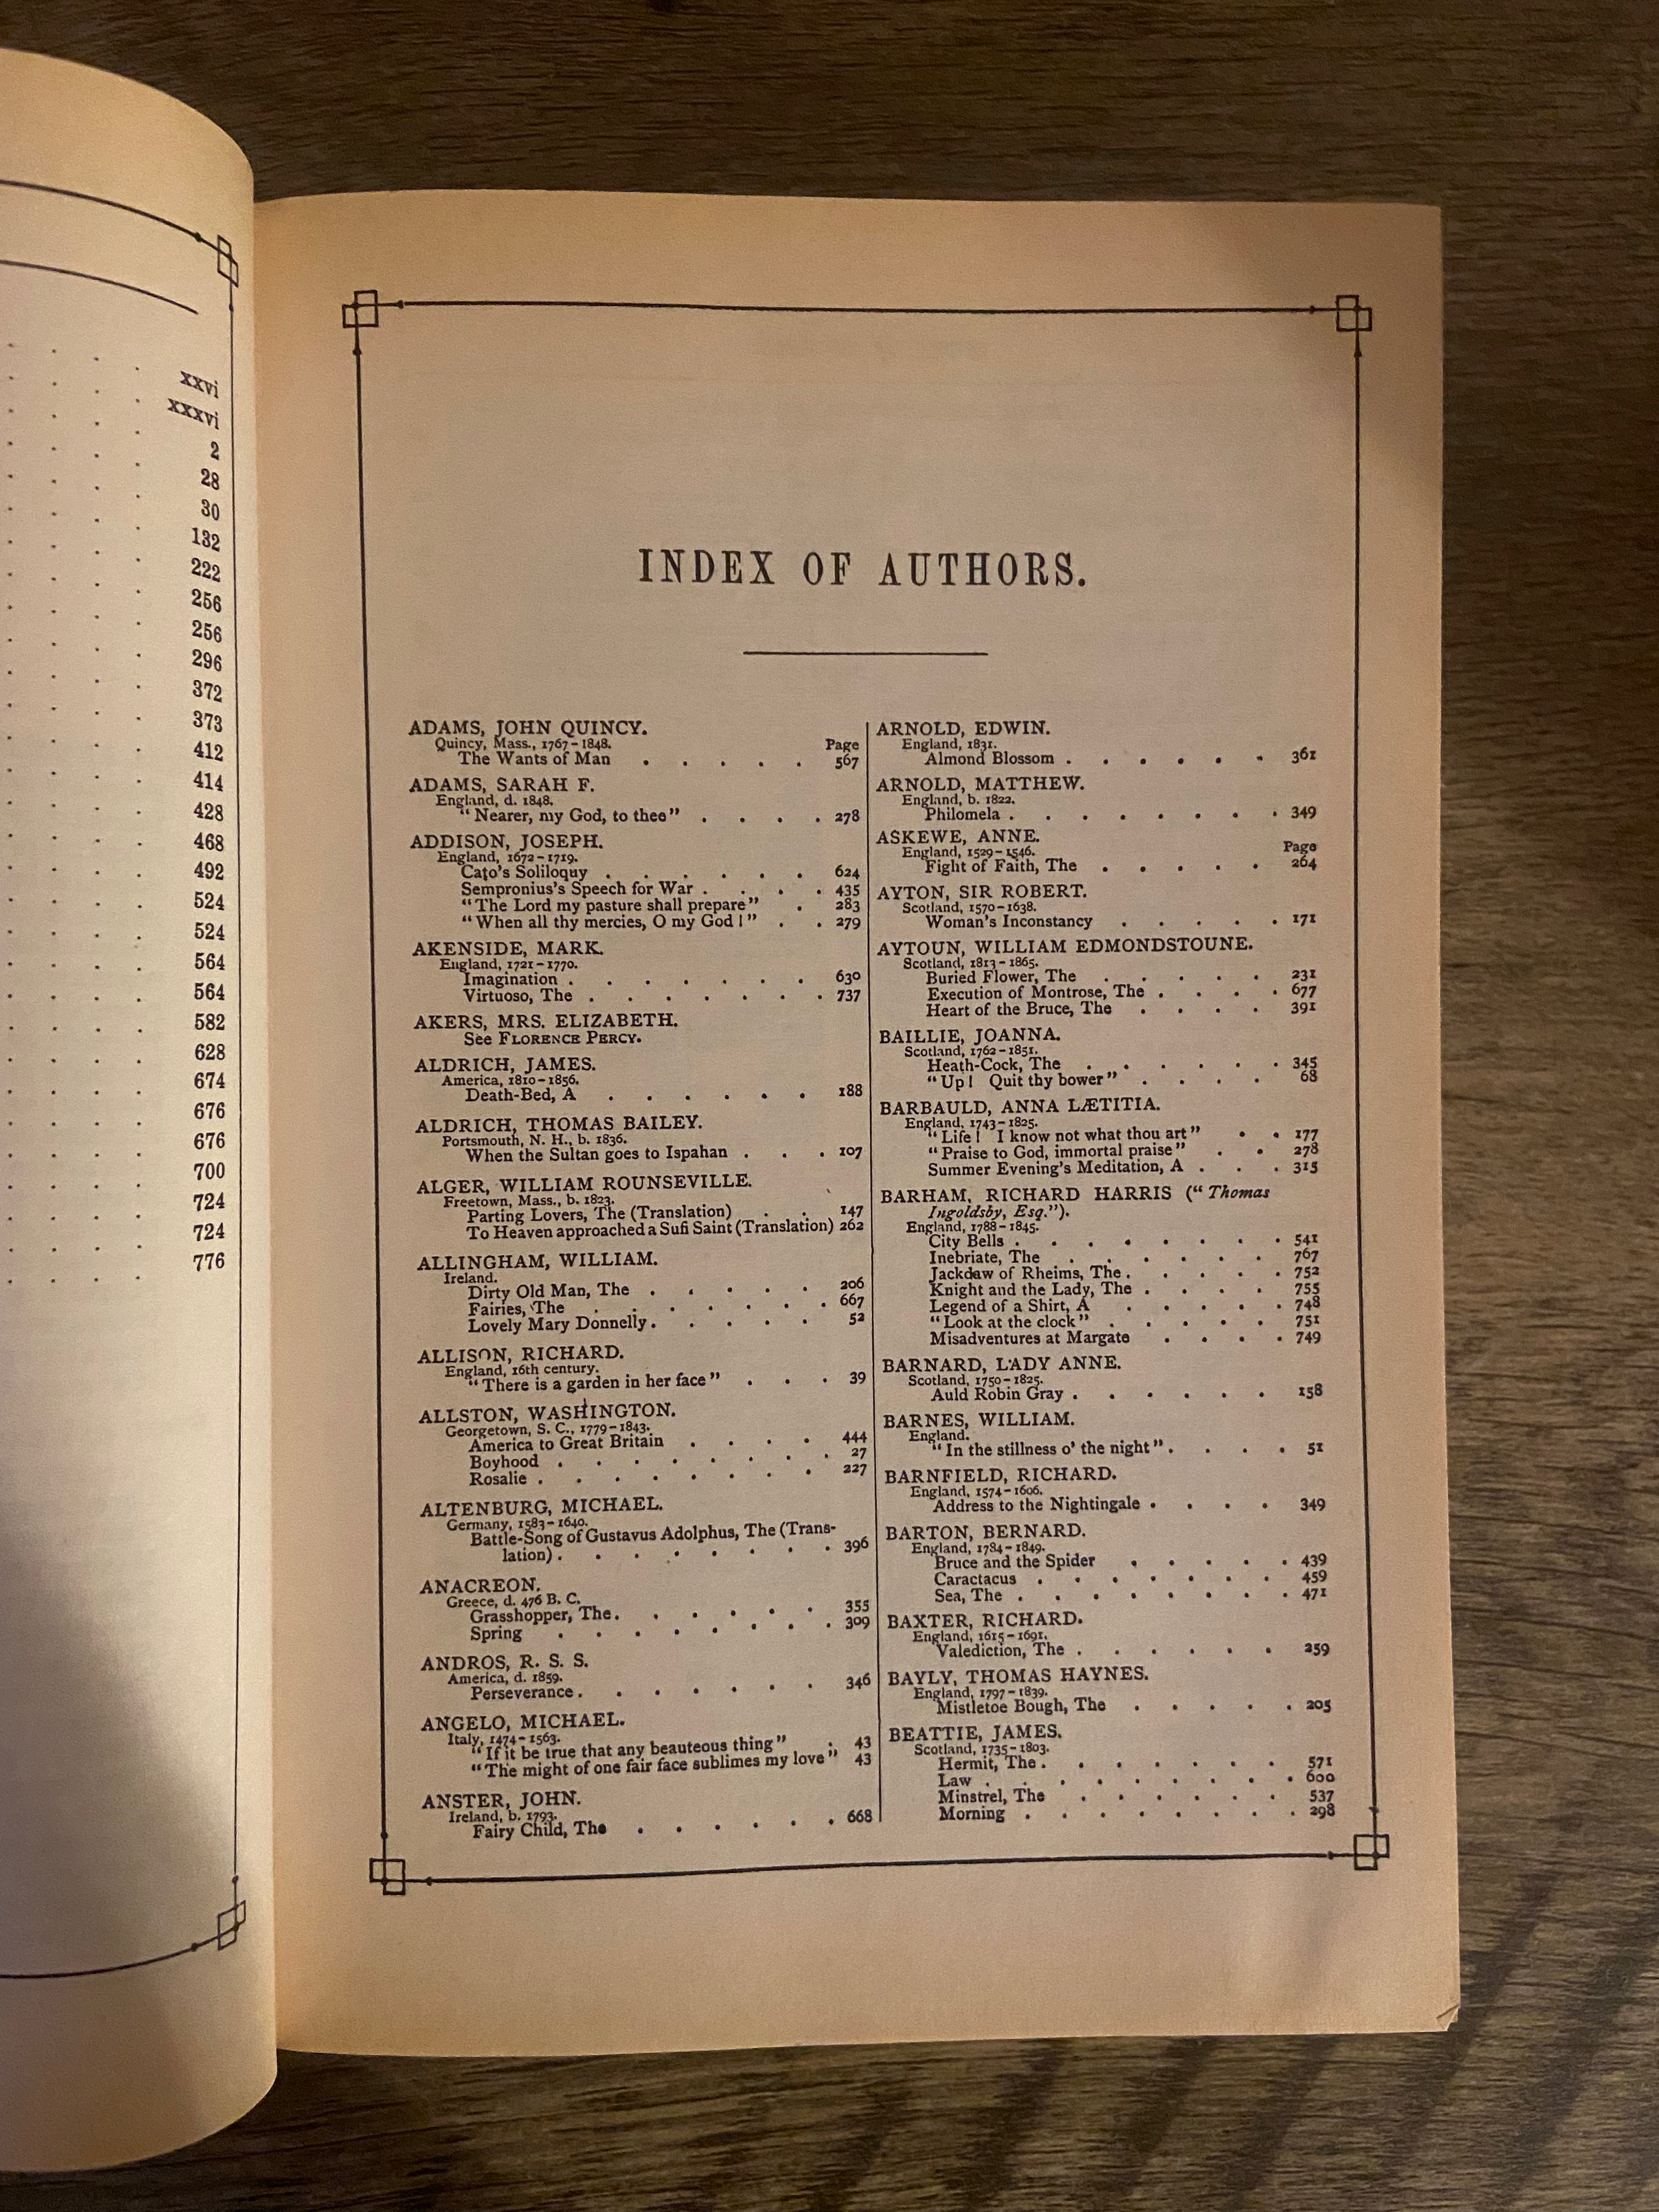 xxvi
xxxvi
2
28
30
132
222
256
256
296
372
373
412
414
428
468
492
524
524
564
564
582
628
674
676
676
700
724
724
776
INDEX OF AUTHORS.
ADAMS, JOHN QUINCY.
Quincy, Mass., 1767–1848. Page
The Wants of Man . . . . . 567
ADAMS, SARAH F.
England, d. 1848.
"Nearer, my God, to thee" . . . . 278
ADDISON, JOSEPH.
England, 1672–1719.
Cato's Soliloquy . . . . . . 624
Sempronius's Speech for War . . . . 435
"The Lord my pasture shall prepare" . 283
"When all thy mercies, O my God!" . . 279
AKENSIDE, MARK.
England, 1721–1770.
Imagination . . . . . . . 630
Virtuoso, The . . . . . . . 737
AKERS, MRS. ELIZABETH.
See FLORENCE PERCY.
ALDRICH, JAMES.
America, 1810–1856.
Death-Bed, A . . . . . . 188
ALDRICH, THOMAS BAILEY.
Portsmouth, N. H., b. 1836.
When the Sultan goes to Ispahan . . . 107
ALGER, WILLIAM ROUNSEVILLE.
Freetown, Mass., b. 1823.
Parting Lovers, The (Translation) . . 147
To Heaven approached a Sufi Saint (Translation) 262
ALLINGHAM, WILLIAM.
Ireland.
Dirty Old Man, The . . . . . 206
Fairies, The . . . . . . . 667
Lovely Mary Donnelly . . . . . 52
ALLISON, RICHARD.
England, 16th century.
"There is a garden in her face" . . . 39
ALLSTON, WASHINGTON.
Georgetown, S. C., 1779–1843.
America to Great Britain . . . . 444
Boyhood . . . . . . . 27
Rosalie . . . . . . . . 227
ALTENBURG, MICHAEL.
Germany, 1583–1640.
Battle-Song of Gustavus Adolphus, The (Trans-
lation) . . . . . . . . 396
ANACREON.
Greece, d. 476 B. C.
Grasshopper, The . . . . . . 355
Spring . . . . . . . . 309
ANDROS, R. S. S.
America, d. 1859.
Perseverance . . . . . . . 346
ANGELO, MICHAEL.
Italy, 1474–1563.
"If it be true that any beauteous thing" . 43
"The might of one fair face sublimes my love" 43
ANSTER, JOHN.
Ireland, b. 1793.
Fairy Child, The . . . . . . 668
ARNOLD, EDWIN.
England, 1831.
Almond Blossom . . . . . . 361
ARNOLD, MATTHEW.
England, b. 1822.
Philomela . . . . . . . . 349
ASKEWE, ANNE.
England, 1529–1546. Page
Fight of Faith, The . . . . . 264
AYTON, SIR ROBERT.
Scotland, 1570–1638.
Woman's Inconstancy . . . . . 171
AYTOUN, WILLIAM EDMONDSTOUNE.
Scotland, 1813–1865.
Buried Flower, The . . . . . 231
Execution of Montrose, The . . . . 677
Heart of the Bruce, The . . . . 391
BAILLIE, JOANNA.
Scotland, 1762–1851.
Heath-Cock, The . . . . . . 345
"Up! Quit thy bower" . . . . 68
BARBAULD, ANNA LÆTITIA.
England, 1743–1825.
"Life! I know not what thou art" . . 177
"Praise to God, immortal praise" . . 278
Summer Evening's Meditation, A . . . 315
BARHAM, RICHARD HARRIS ("Thomas
Ingoldsby, Esq.").
England, 1788–1845.
City Bells . . . . . . . . 541
Inebriate, The . . . . . . 767
Jackdaw of Rheims, The . . . . . 752
Knight and the Lady, The . . . . 755
Legend of a Shirt, A . . . . . 748
"Look at the clock" . . . . . 751
Misadventures at Margate . . . . 749
BARNARD, LADY ANNE.
Scotland, 1750–1825.
Auld Robin Gray . . . . . . 158
BARNES, WILLIAM.
England.
"In the stillness o' the night" . . . . 51
BARNFIELD, RICHARD.
England, 1574–1606.
Address to the Nightingale . . . . 349
BARTON, BERNARD.
England, 1784–1849.
Bruce and the Spider . . . . . 439
Caractacus . . . . . . . 459
Sea, The . . . . . . . . 471
BAXTER, RICHARD.
England, 1615–1691.
Valediction, The . . . . . . 259
BAYLY, THOMAS HAYNES.
England, 1797–1839.
Mistletoe Bough, The . . . . . 205
BEATTIE, JAMES.
Scotland, 1735–1803.
Hermit, The . . . . . . . 571
Law . . . . . . . . . 600
Minstrel, The . . . . . . 537
Morning . . . . . . . . 298